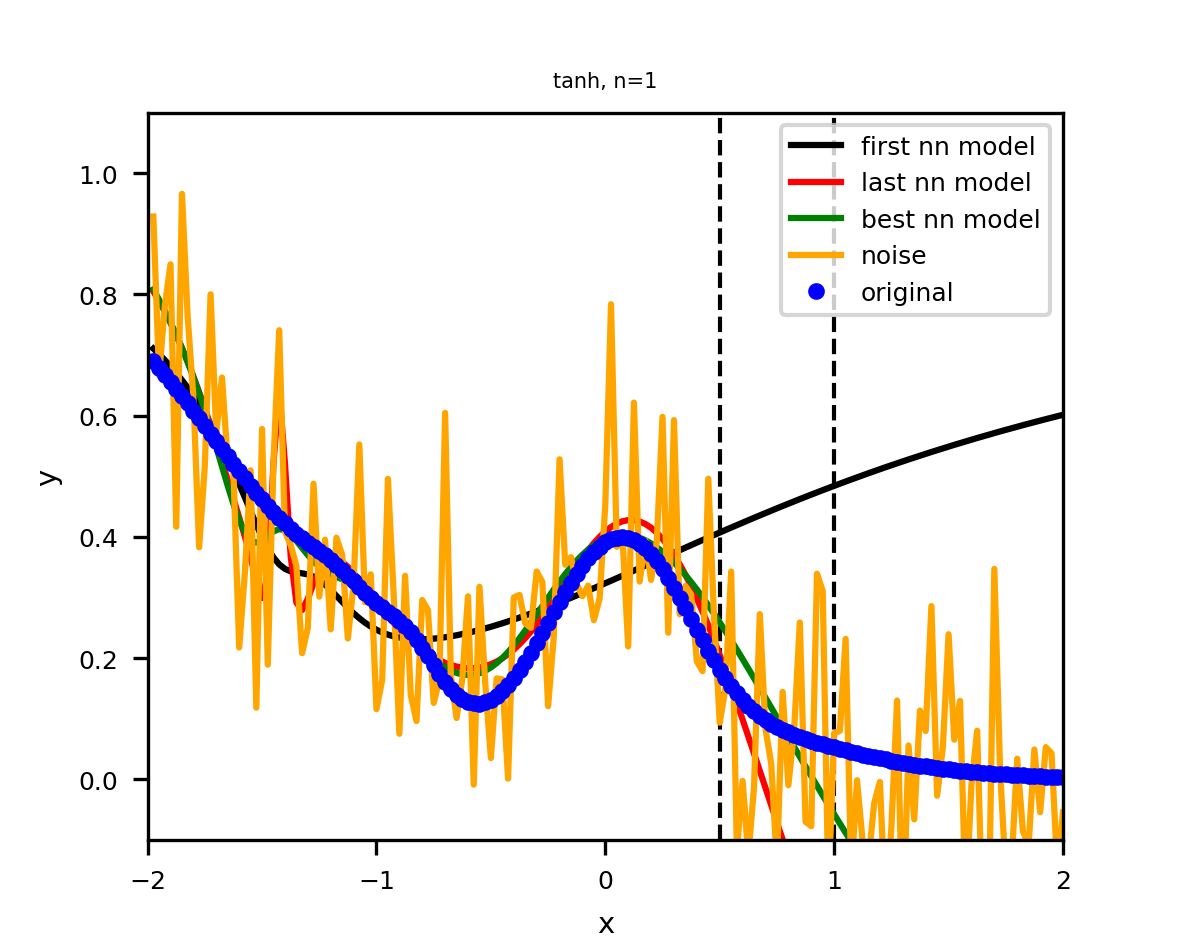 tanh, n=1
first nn model
last nn model
best nn model
noise
original
1.0
0.8
0.6
0.4
0.2
0.0
y
−2
−1
0
1
2
x